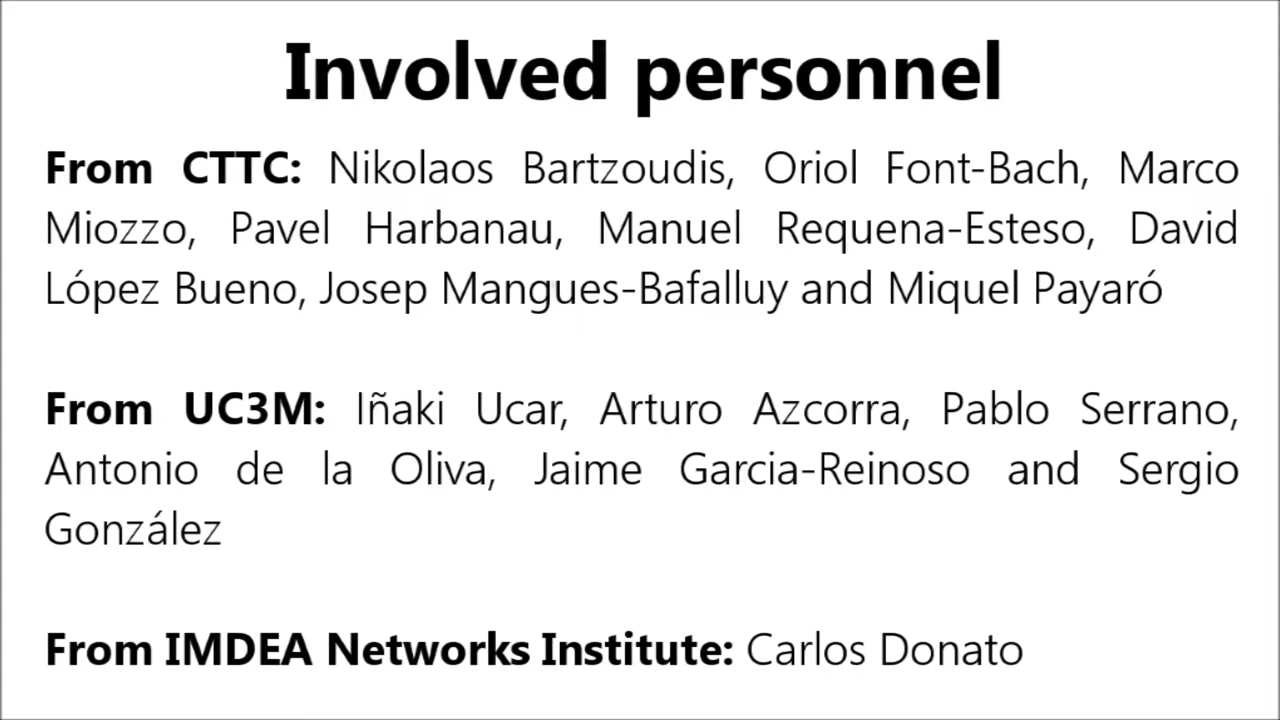 Involved personnel
From CTTC: Nikolaos Bartzoudis, Oriol Font-Bach, Marco
Miozzo, Pavel Harbanau, Manuel Requena-Esteso, David
López Bueno, Josep Mangues-Bafalluy and Miquel Payaró
From UC3M: Iñaki Ucar, Arturo Azcorra, Pablo Serrano,
Antonio de la Oliva, Jaime Garcia-Reinoso and Sergio
González
From IMDEA Networks Institute: Carlos Donato